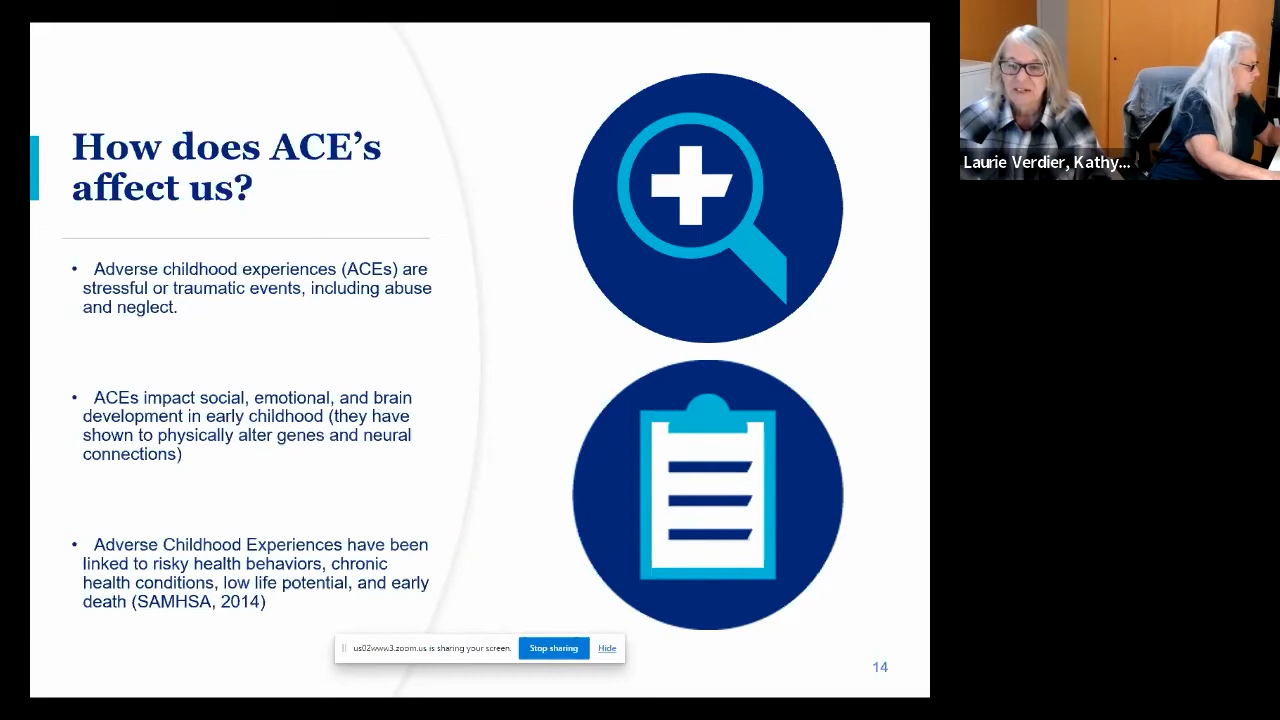 How does ACE’s
affect us?
• Adverse childhood experiences (ACEs) are
stressful or traumatic events, including abuse
and neglect.
• ACEs impact social, emotional, and brain
development in early childhood (they have
shown to physically alter genes and neural
connections)
• Adverse Childhood Experiences have been
linked to risky health behaviors, chronic
health conditions, low life potential, and early
death (SAMHSA, 2014)
us02www3.zoom.us is sharing your screen. Stop sharing Hide
14
Laurie Verdier, Kathy...